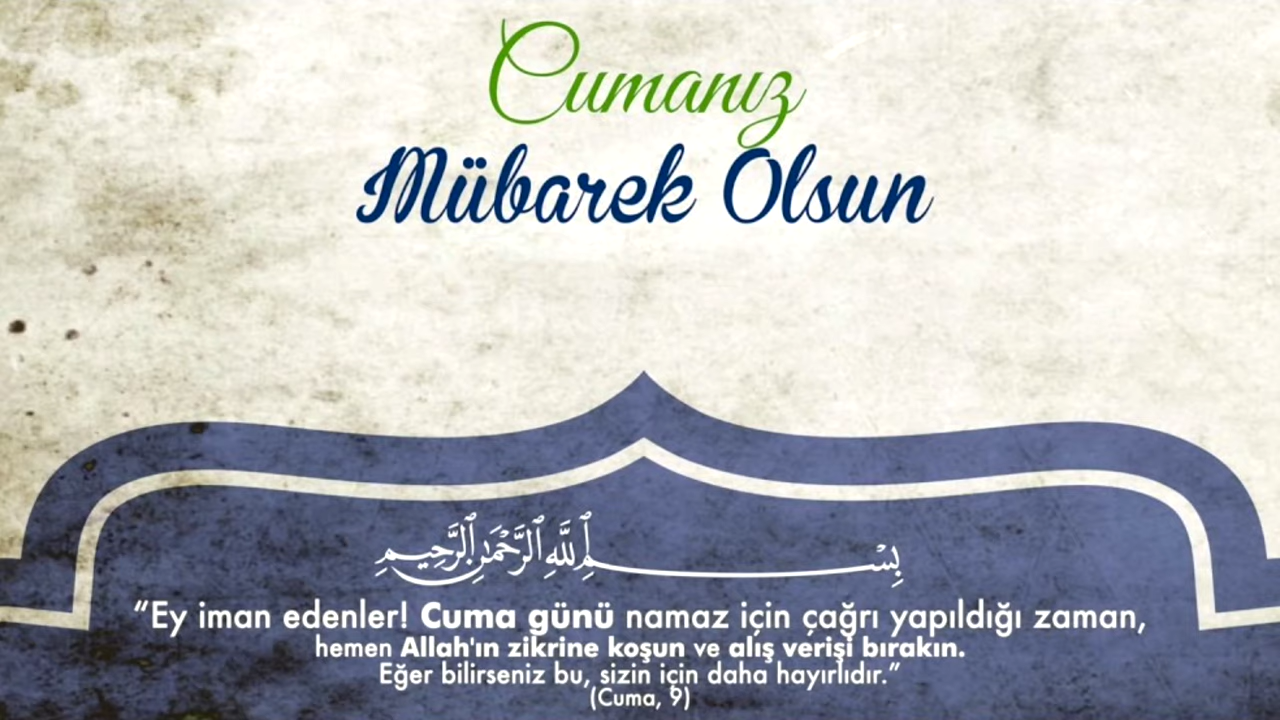 Cumanız
Mübarek Olsun
بِسْمِ اللَّهِ الرَّحْمَٰنِ الرَّحِيمِ
“Ey iman edenler! Cuma günü namaz için çağrı yapıldığı zaman,
hemen Allah'ın zikrine koşun ve alış verişi bırakın.
Eğer bilirseniz bu, sizin için daha hayırlıdır.”
(Cuma, 9)